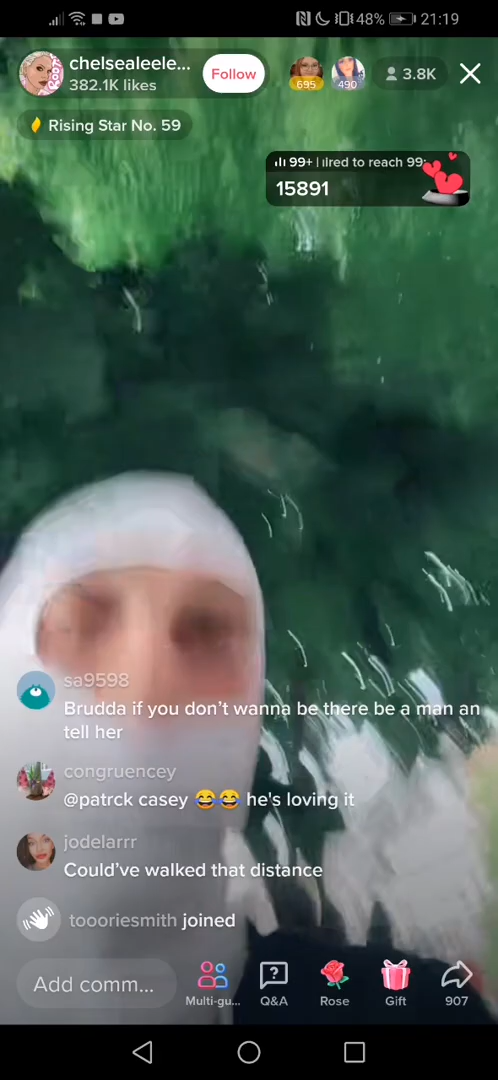 48% 21:19
chelsealeele...
382.1K likes
Follow
695
490
3.8K
Rising Star No. 59
99+
15891
sa9598
Brudda if you don't wanna be there be a man an
tell her
congruencey
@patrck casey 😂😂 he's loving it
jodelarrr
Could've walked that distance
toooriesmith joined
Add comm...
Multi-gu...
Q&A
Rose
Gift
907